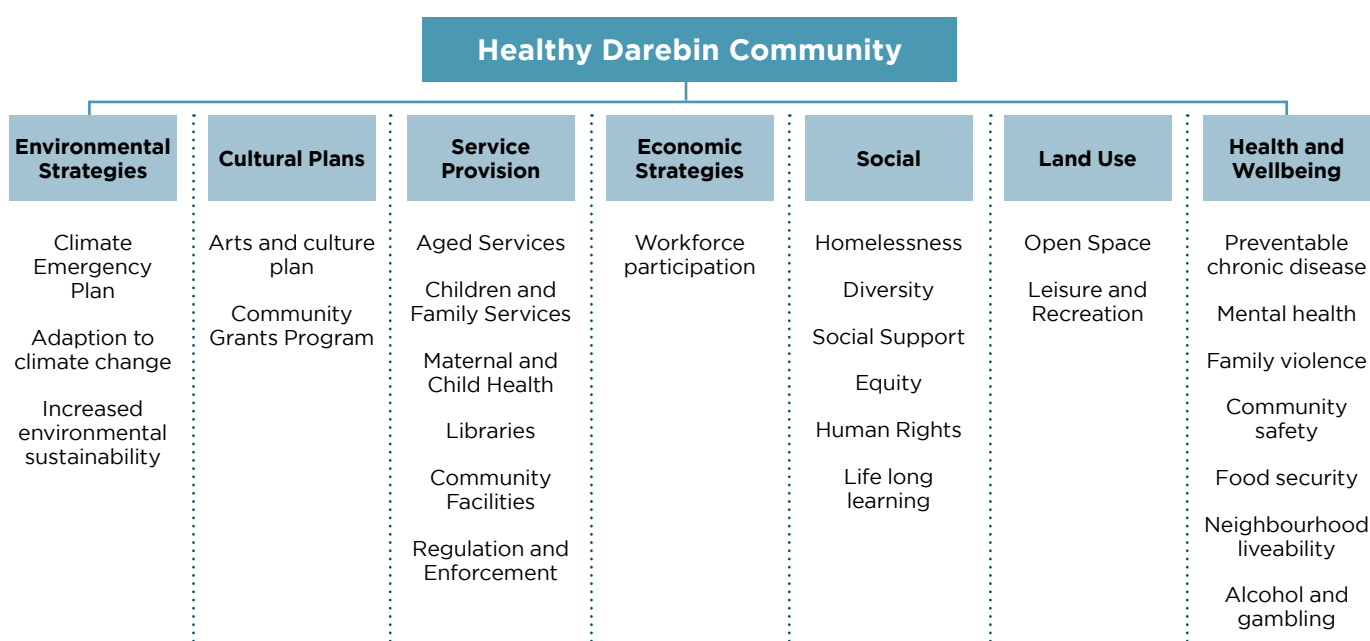 Healthy Darebin Community
Environmental
Strategies
Climate
Emergency
Plan
Adaption to
climate change
Increased
environmental
sustainability
Cultural Plans
Arts and culture
plan
Community
Grants Program
Service
Provision
Aged Services
Children and
Family Services
Maternal and
Child Health
Libraries
Community
Facilities
Regulation and
Enforcement
Economic
Strategies
Workforce
participation
Social
Homelessness
Diversity
Social Support
Equity
Human Rights
Life long
learning
Land Use
Open Space
Leisure and
Recreation
Health and
Wellbeing
Preventable
chronic disease
Mental health
Family violence
Community
safety
Food security
Neighbourhood
liveability
Alcohol and
gambling